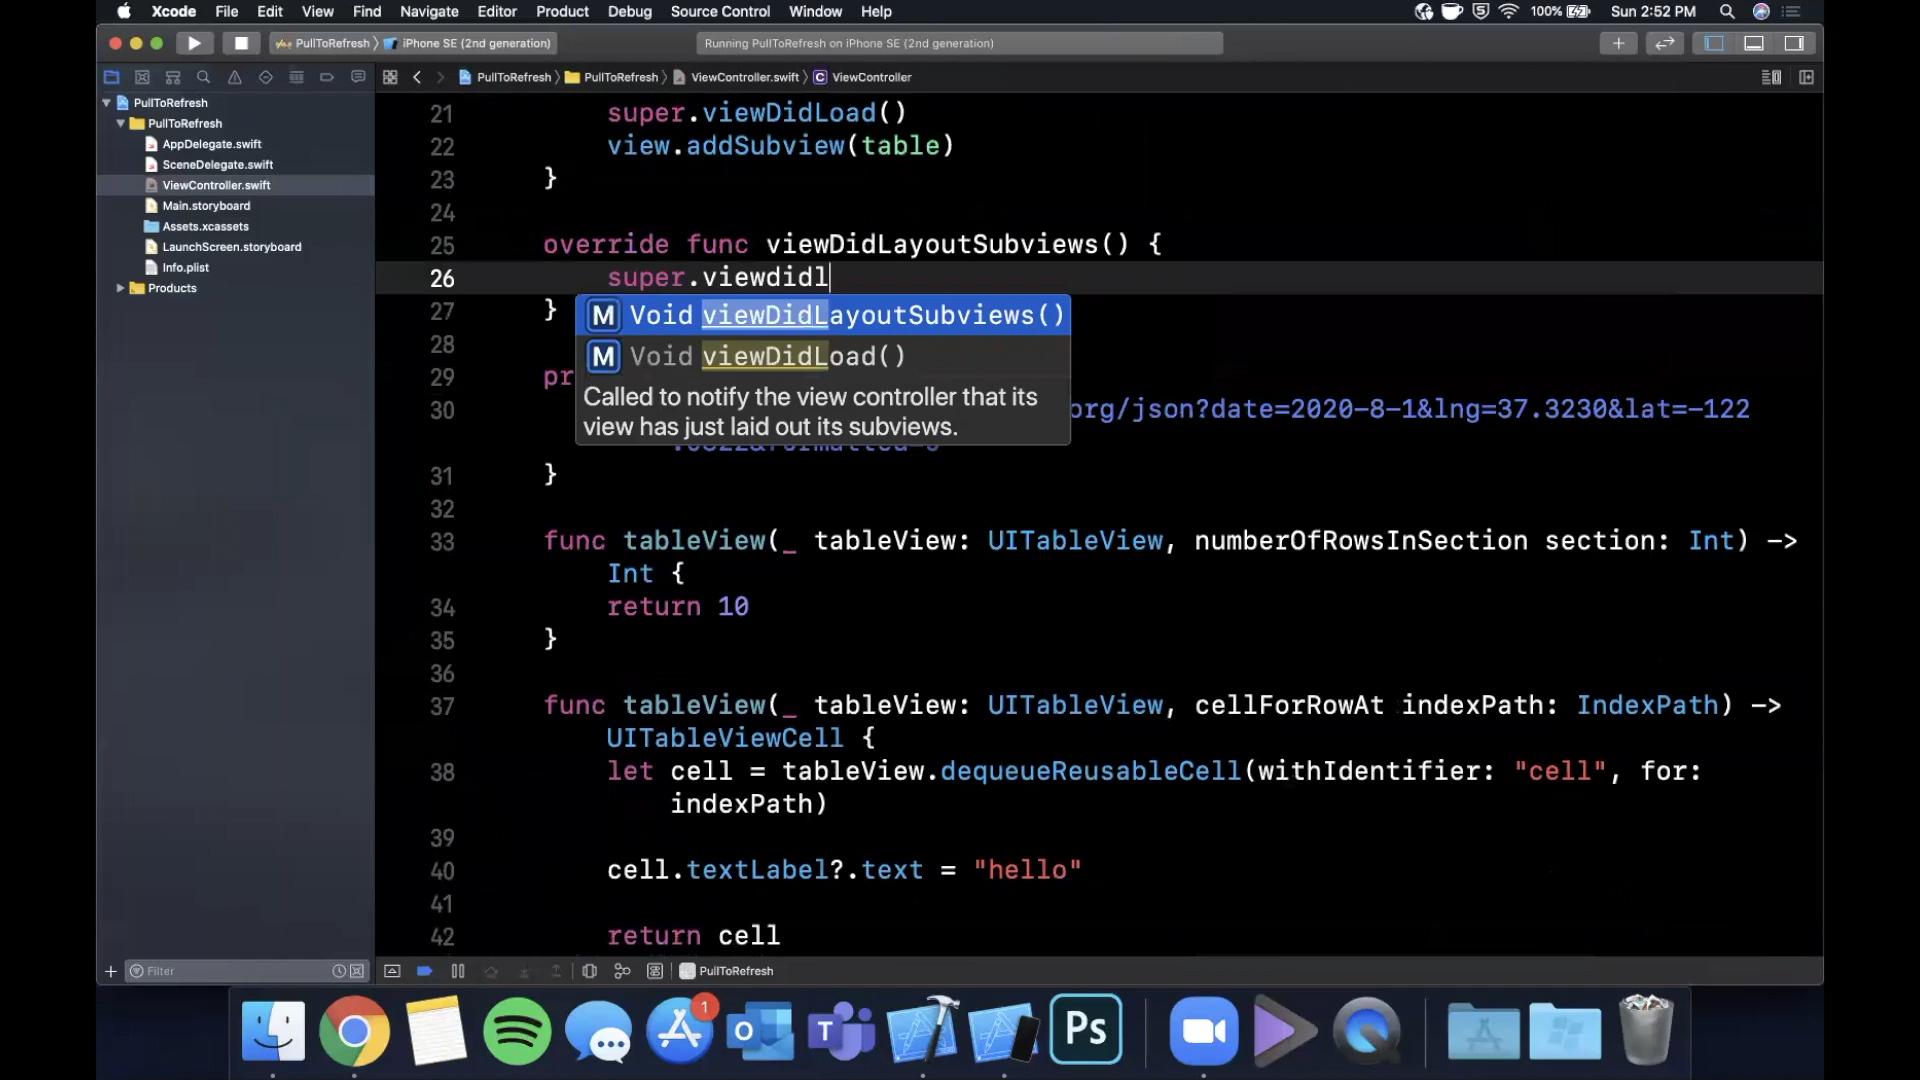 Xcode File Edit View Find Navigate Editor Product Debug Source Control Window Help 100% Sun 2:52 PM
PullToRefresh iPhone SE (2nd generation) Running PullToRefresh on iPhone SE (2nd generation)
PullToRefresh PullToRefresh ViewController.swift C ViewController
PullToRefresh
PullToRefresh
AppDelegate.swift
SceneDelegate.swift
ViewController.swift
Main.storyboard
Assets.xcassets
LaunchScreen.storyboard
Info.plist
Products
21 super.viewDidLoad()
22 view.addSubview(table)
23 }
24
25 override func viewDidLayoutSubviews() {
26 super.viewdidl
27 }
M Void viewDidLayoutSubviews()
M Void viewDidLoad()
Called to notify the view controller that its
view has just laid out its subviews.
28
29 pr
30 org/json?date=2020-8-1&lng=37.3230&lat=-122
31 }
32
33 func tableView(_ tableView: UITableView, numberOfRowsInSection section: Int) ->
Int {
34 return 10
35 }
36
37 func tableView(_ tableView: UITableView, cellForRowAt indexPath: IndexPath) ->
UITableViewCell {
38 let cell = tableView.dequeueReusableCell(withIdentifier: "cell", for:
indexPath)
39
40 cell.textLabel?.text = "hello"
41
42 return cell
Filter
PullToRefresh
1
Ps